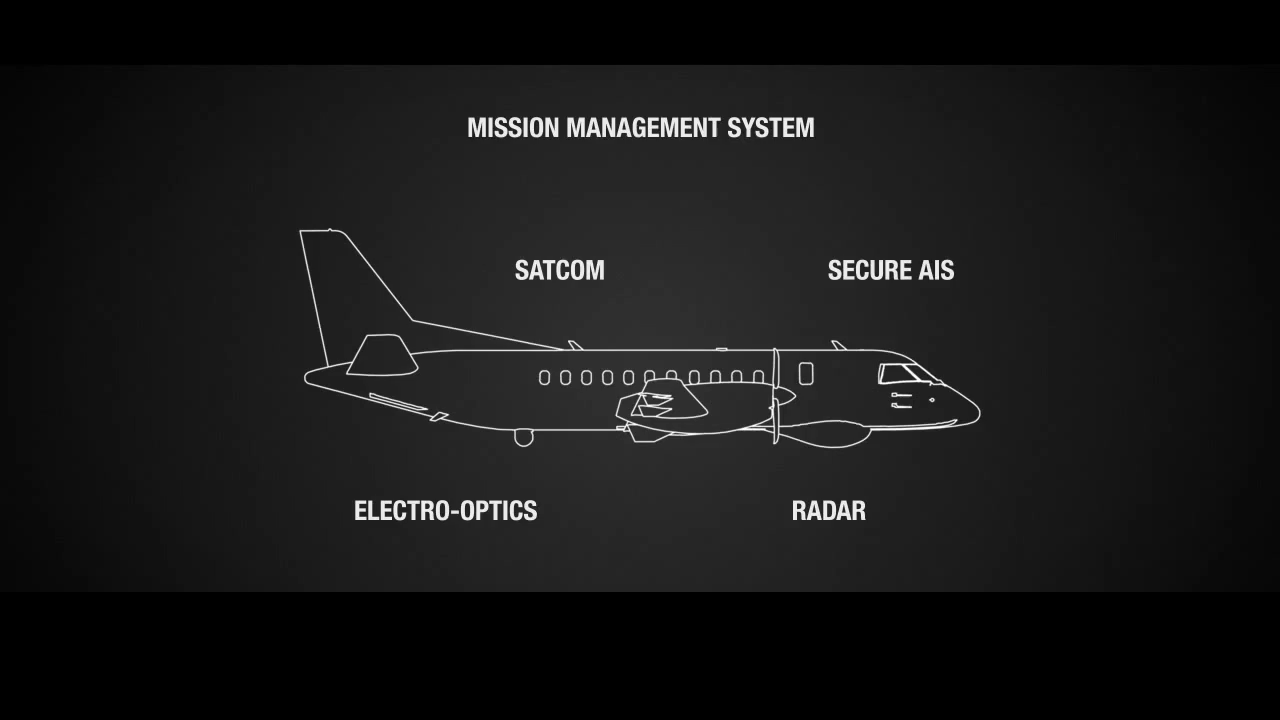 MISSION MANAGEMENT SYSTEM
SATCOM
SECURE AIS
ELECTRO-OPTICS
RADAR